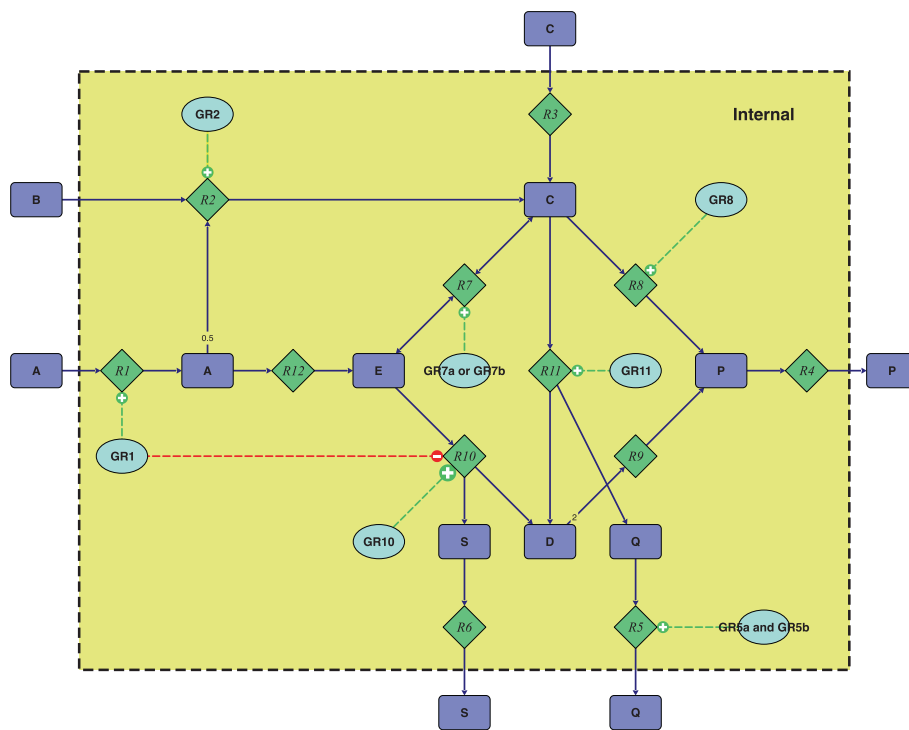 C
GR2
R3
Internal
B
R2
C
GR8
R7
R8
0.5
A
R1
A
R12
E
GR7a or GR7b
R11
GR11
P
R4
P
GR1
R10
R9
2
GR10
S
D
Q
R6
R5
GR5a and GR5b
S
Q